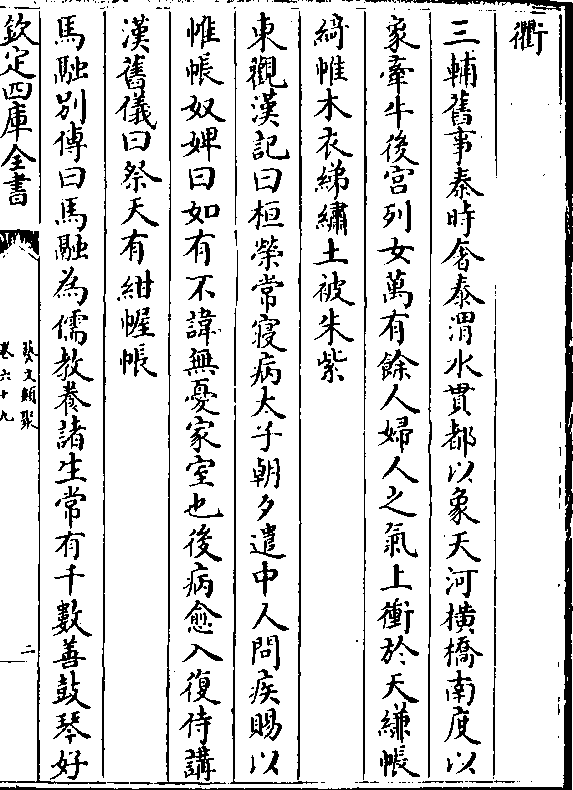 衢
三輔舊事秦時奢泰渭水貫都以象天河橫橋南度以
象牽牛後宮列女萬有餘人婦人之氣上衝於天縑帳
綺帷木衣綈繡土被朱紫
東觀漢記曰桓榮常寢病太子朝夕遣中人問疾賜以
帷帳奴婢曰如有不諱無憂家室也後病愈入復侍講
漢舊儀曰祭天有紺幄帳
馬融別傳曰馬融為儒教養諸生常有千數善鼓琴好
欽定四庫全書
藝文類聚
卷六十九
二